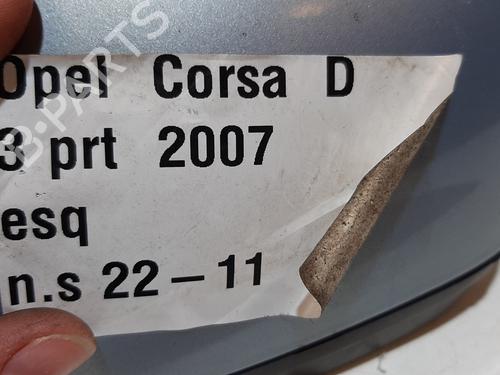 Opel Corsa D
3 prt 2007
esq
n.s 22-11
B-PARTS